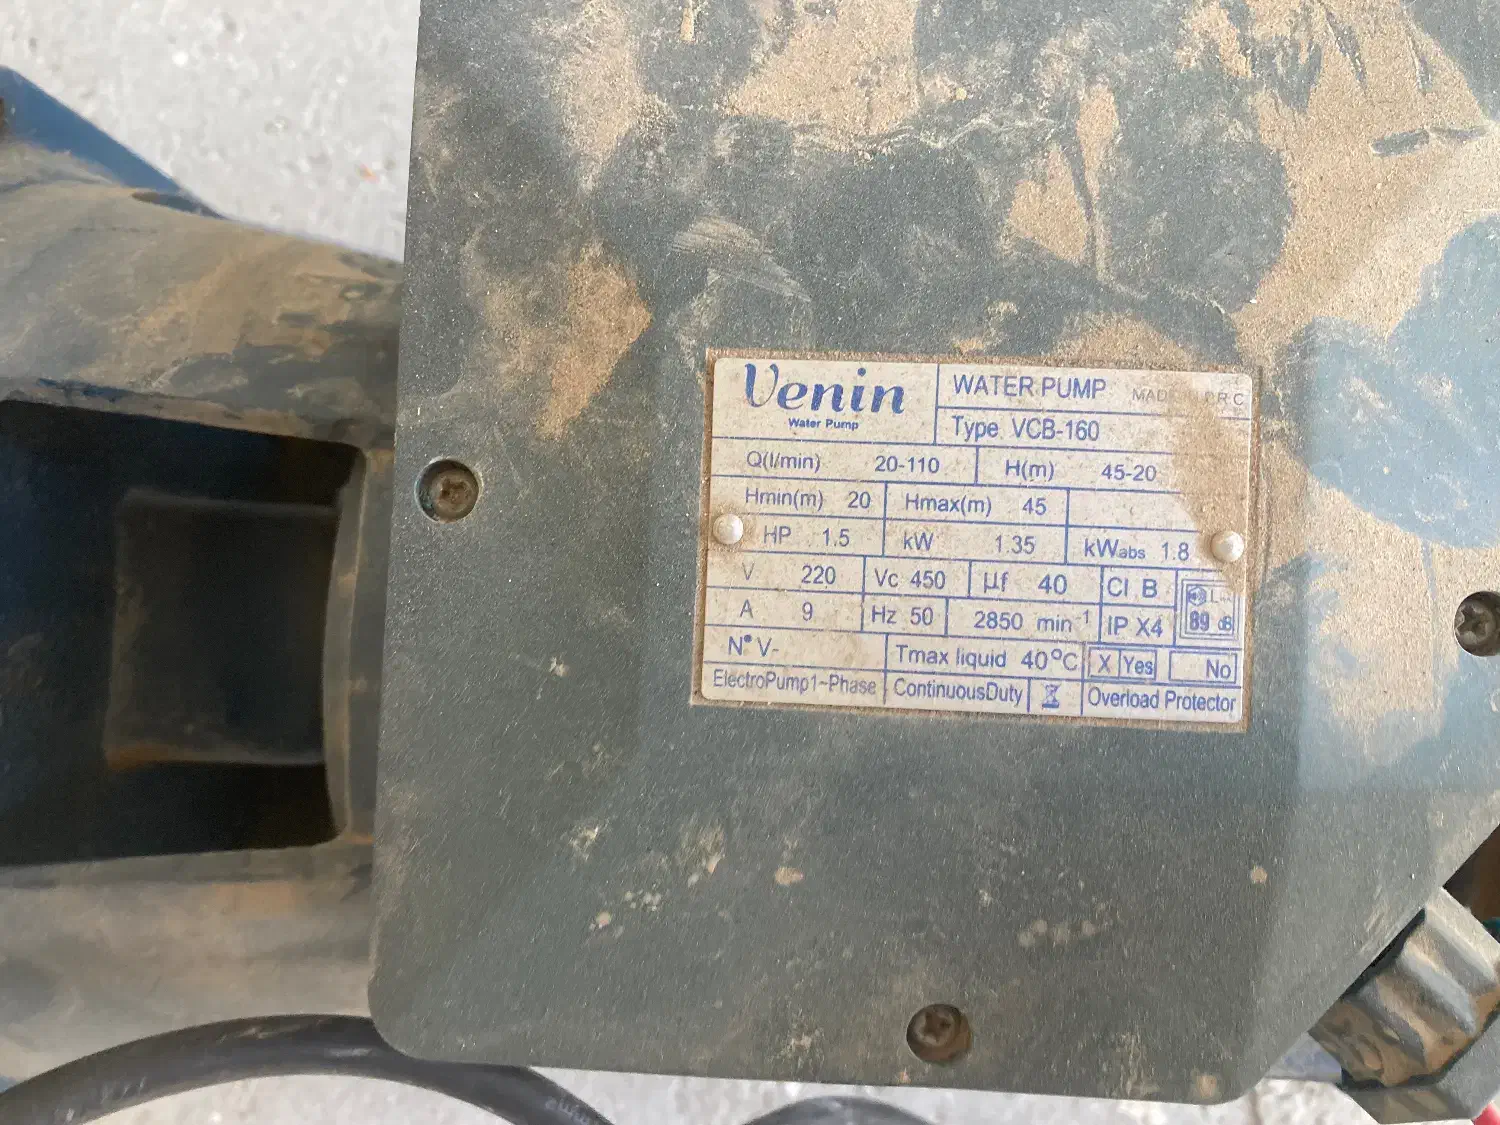 Venin
Water Pump
WATER PUMP
Type VCB-160
Q(l/min) 20-110 H(m) 45-20
Hmin(m) 20 Hmax(m) 45
HP 1.5 kW 1.35 kWabs 1.8
V 220 Vc 450 µf 40 Cl B
A 9 Hz 50 2850 min⁻¹ IP X4 89 dB
N° V- Tmax liquid 40°C X Yes No
ElectroPump1~Phase ContinuousDuty Overload Protector